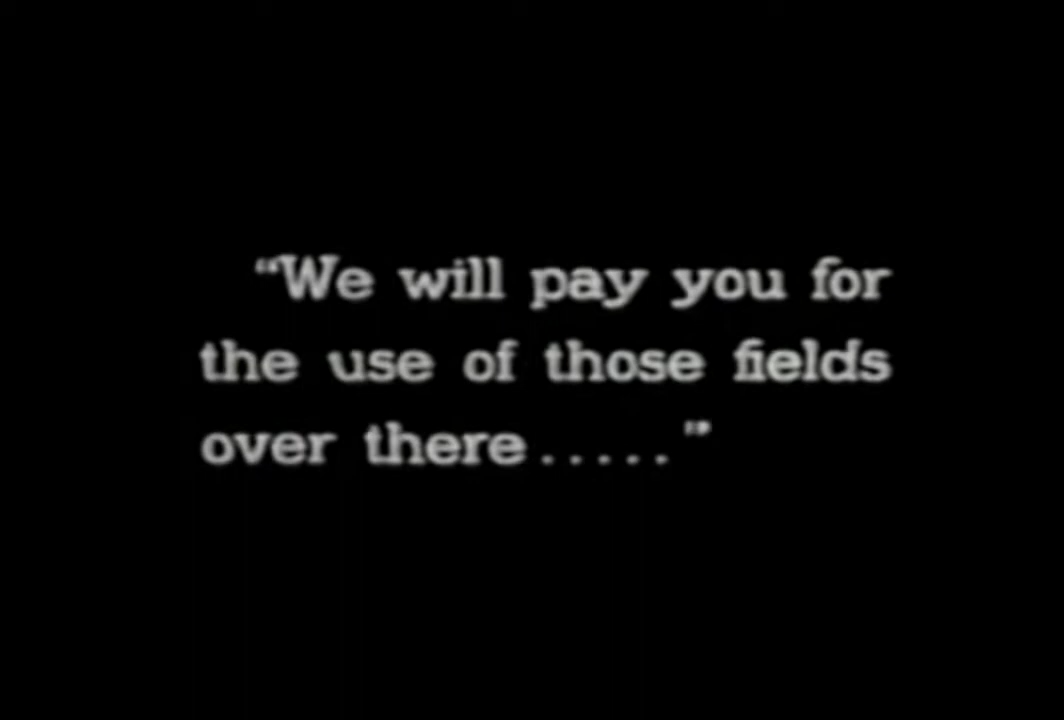 “We will pay you for
the use of those fields
over there.....”